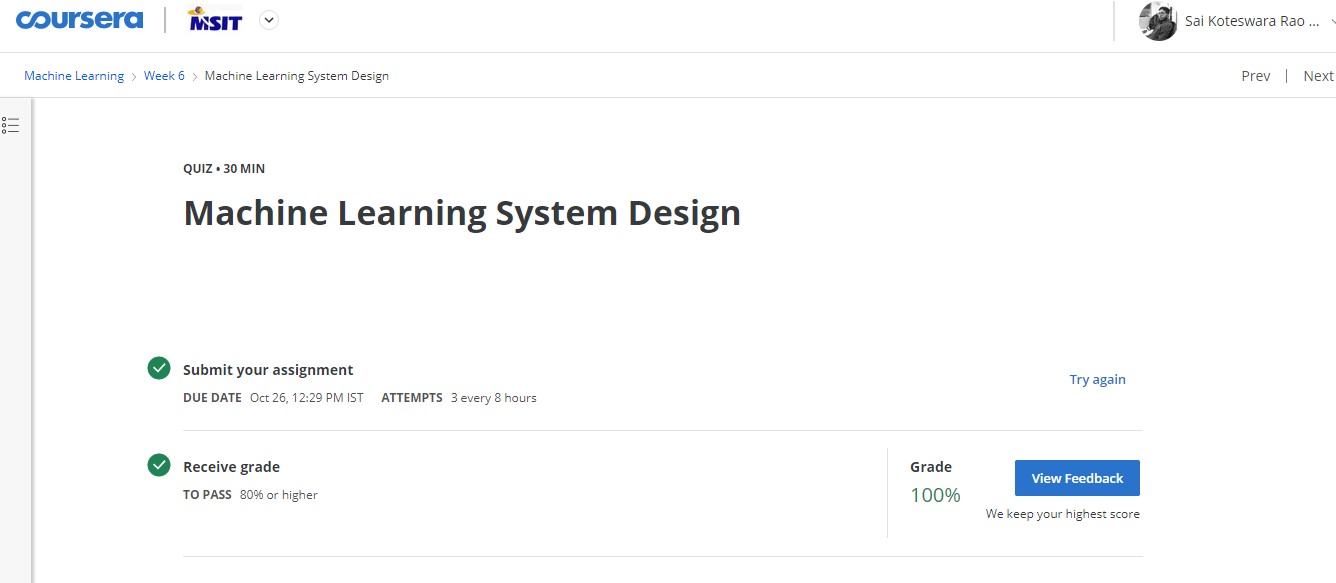 coursera
MSIT
Sai Koteswara Rao ...
Machine Learning > Week 6 > Machine Learning System Design
Prev | Next
QUIZ • 30 MIN
Machine Learning System Design
Submit your assignment
Try again
DUE DATE Oct 26, 12:29 PM IST ATTEMPTS 3 every 8 hours
Receive grade
TO PASS 80% or higher
Grade
100%
View Feedback
We keep your highest score